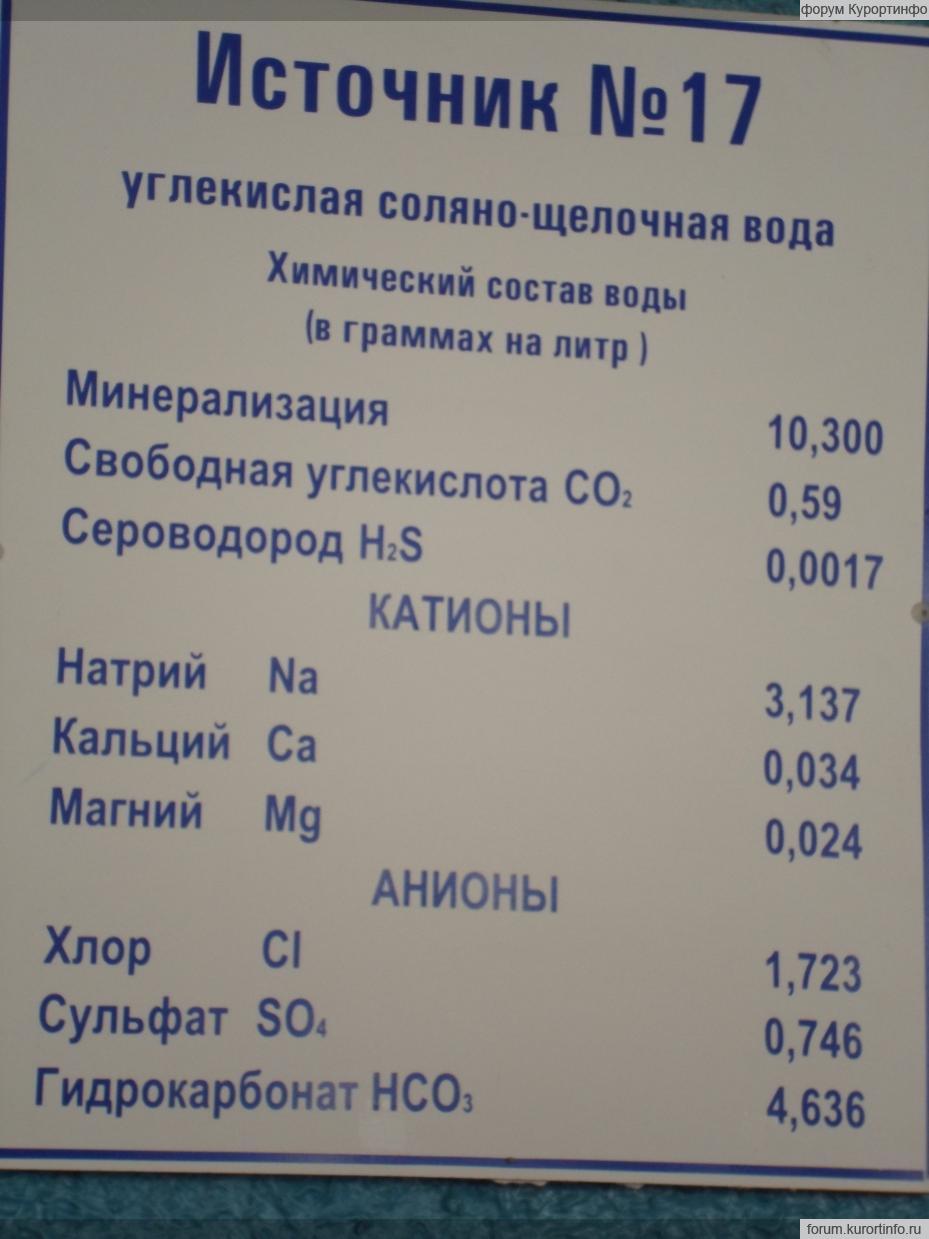 форум Курортинфо
Источник №17
углекислая соляно-щелочная вода
Химический состав воды
(в граммах на литр )
Минерализация 10,300
Свободная углекислота CO₂ 0,59
Сероводород H₂S 0,0017
КАТИОНЫ
Натрий Na 3,137
Кальций Ca 0,034
Магний Mg 0,024
АНИОНЫ
Хлор Cl 1,723
Сульфат SO₄ 0,746
Гидрокарбонат HCO₃ 4,636
forum.kurortinfo.ru